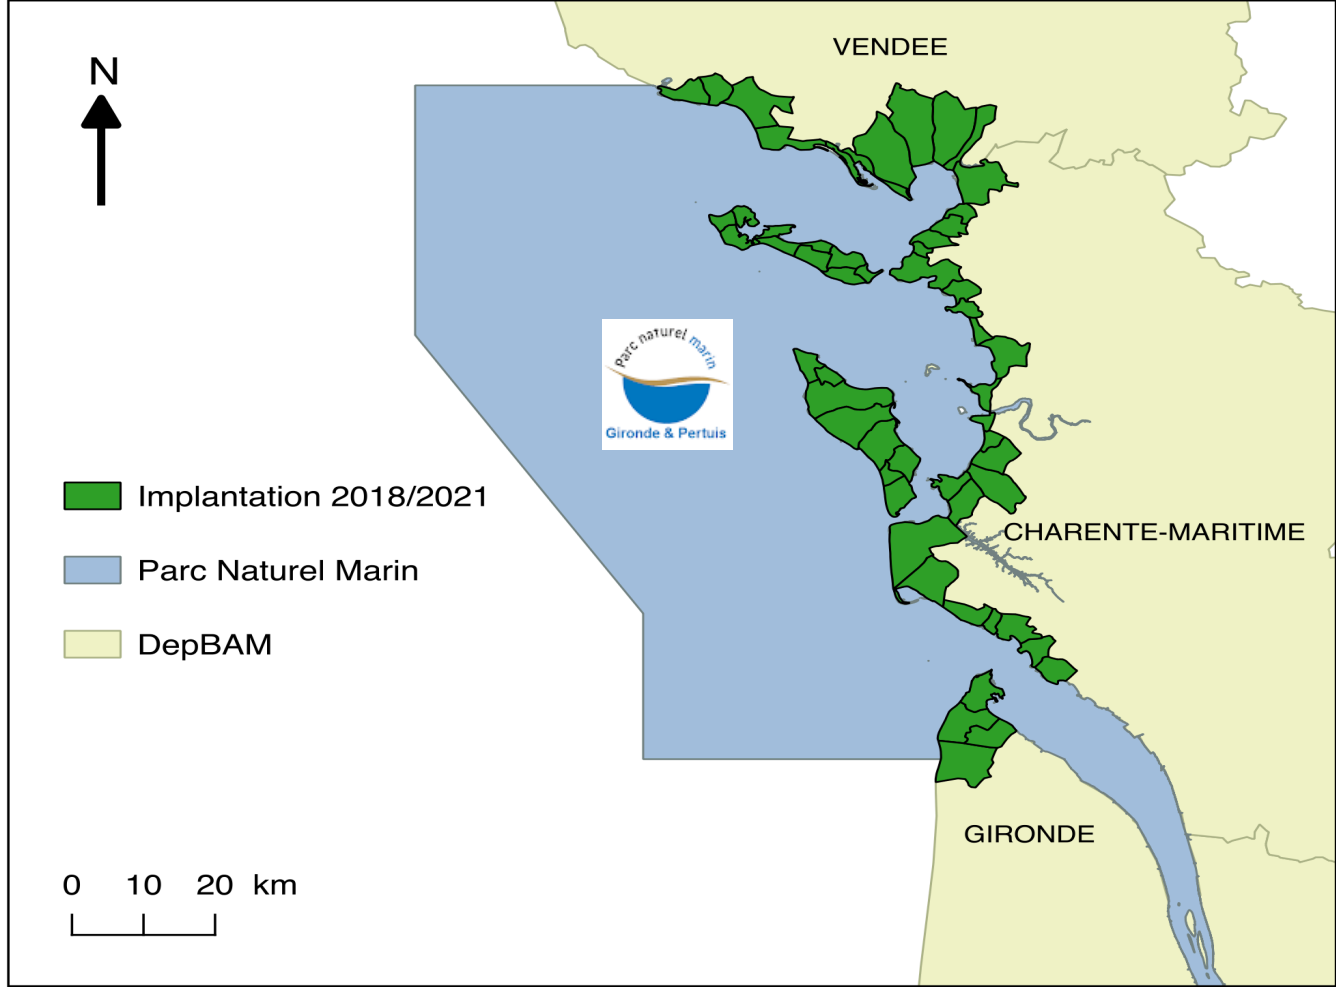 VENDEE
N
Parc naturel marin
Gironde & Pertuis
Implantation 2018/2021
Parc Naturel Marin
CHARENTE-MARITIME
DepBAM
GIRONDE
0 10 20 km